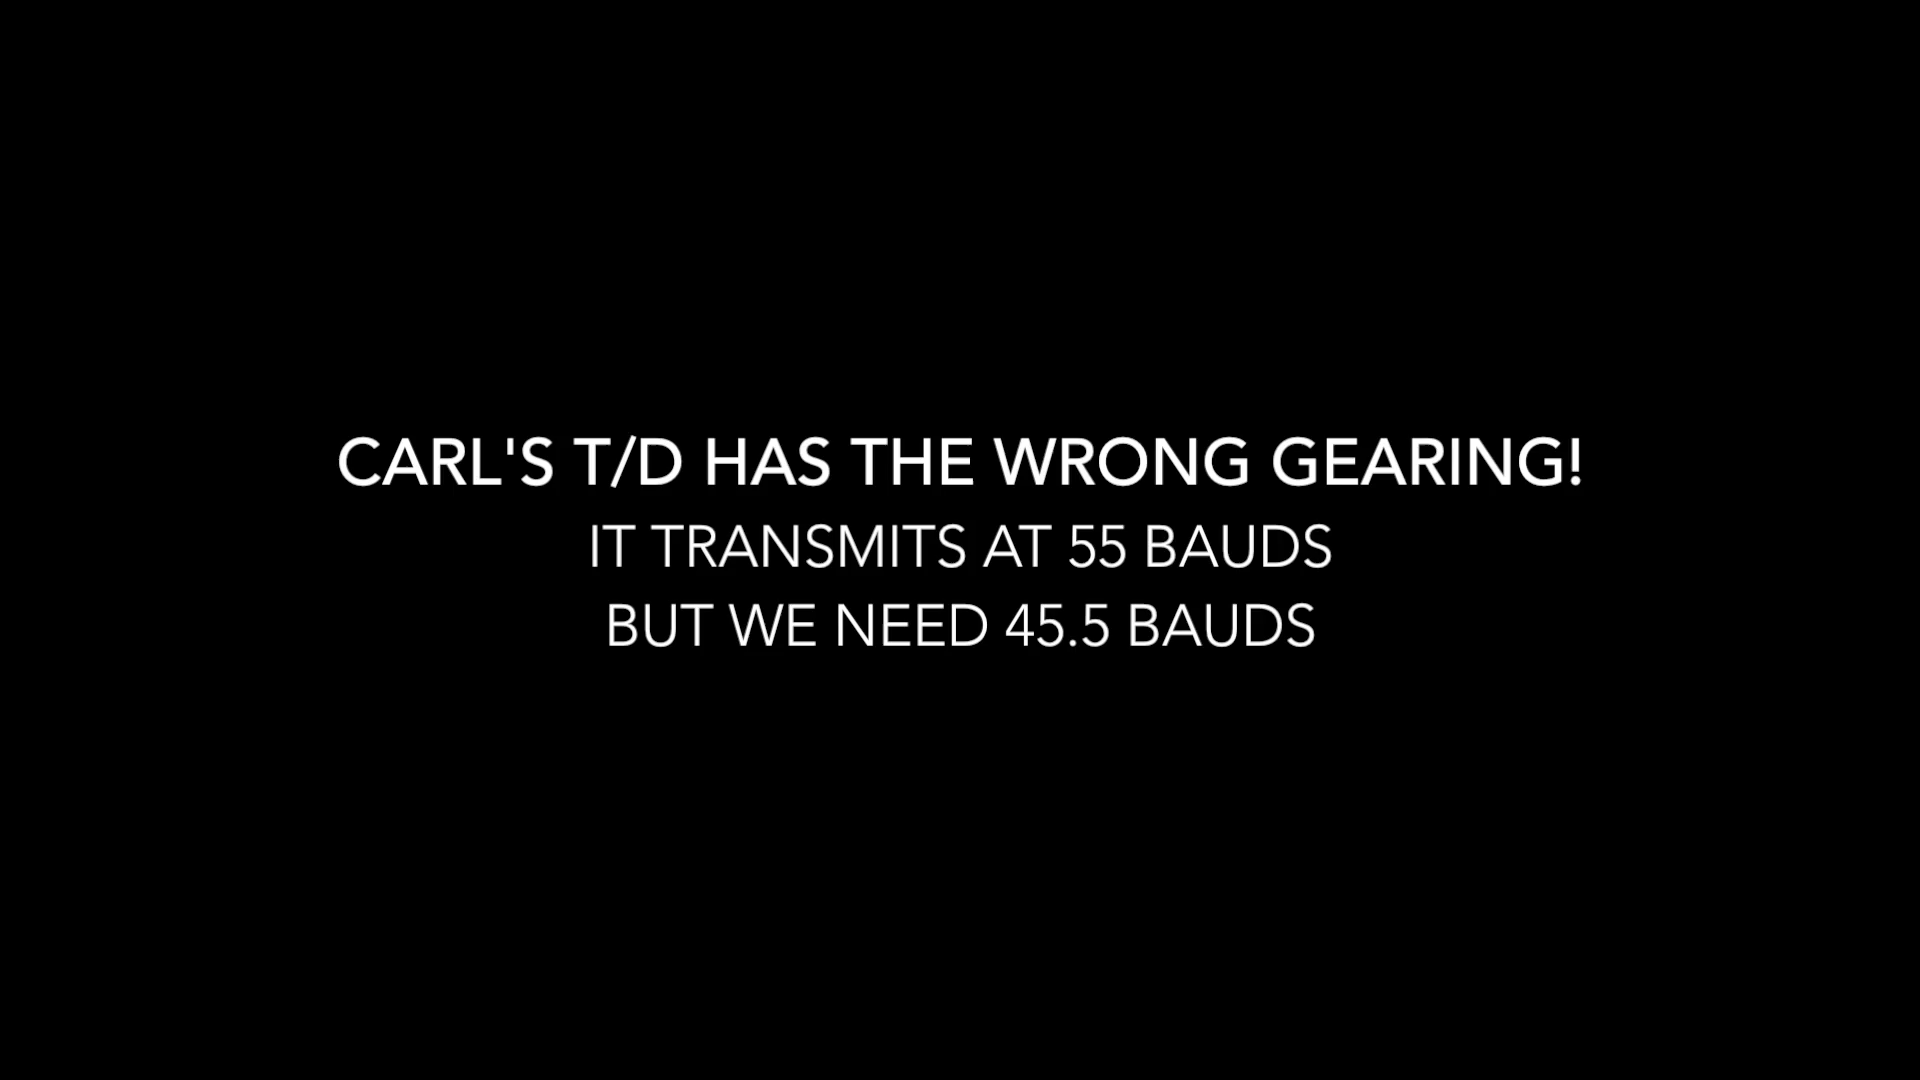 CARL'S T/D HAS THE WRONG GEARING!
IT TRANSMITS AT 55 BAUDS
BUT WE NEED 45.5 BAUDS